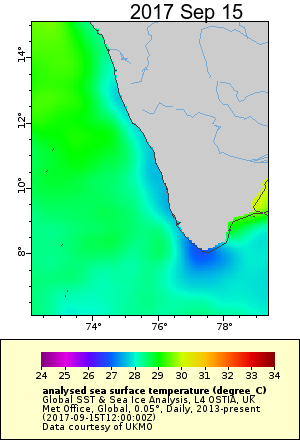 2017 Sep 15
14°
12°
10°
8°
74° 76° 78°
24 25 26 27 28 29 30 31 32 33 34
analysed sea surface temperature (degree_C)
Global SST & Sea Ice Analysis, L4 OSTIA, UK
Met Office, Global, 0.05°, Daily, 2013-present
(2017-09-15T12:00:00Z)
Data courtesy of UKMO